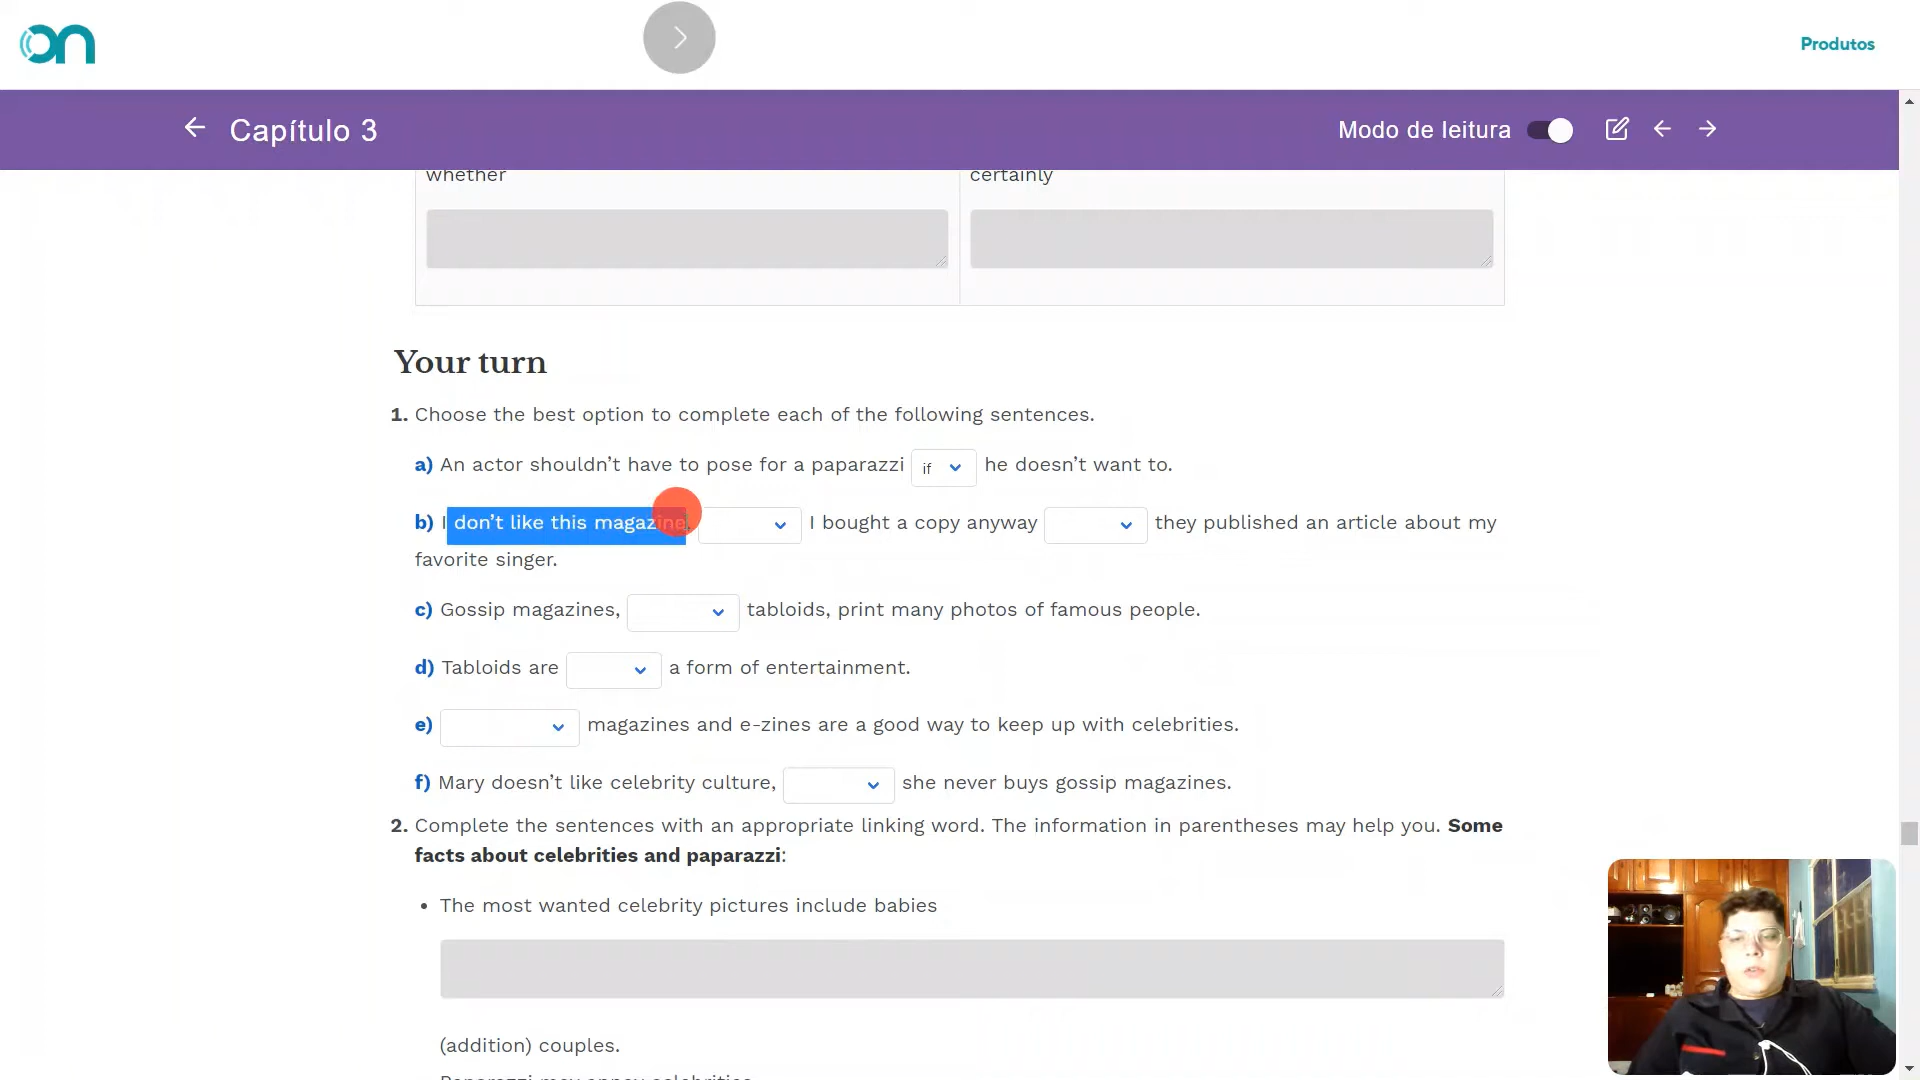 on
Produtos
Capítulo 3
Modo de leitura
whether
certainly
Your turn
1. Choose the best option to complete each of the following sentences.
a) An actor shouldn't have to pose for a paparazzi if he doesn't want to.
b) I don't like this magazine, I bought a copy anyway they published an article about my
favorite singer.
c) Gossip magazines, tabloids, print many photos of famous people.
d) Tabloids are a form of entertainment.
e) magazines and e-zines are a good way to keep up with celebrities.
f) Mary doesn't like celebrity culture, she never buys gossip magazines.
2. Complete the sentences with an appropriate linking word. The information in parentheses may help you. Some
facts about celebrities and paparazzi:
• The most wanted celebrity pictures include babies
(addition) couples.
Paparazzi may annoy celebrities